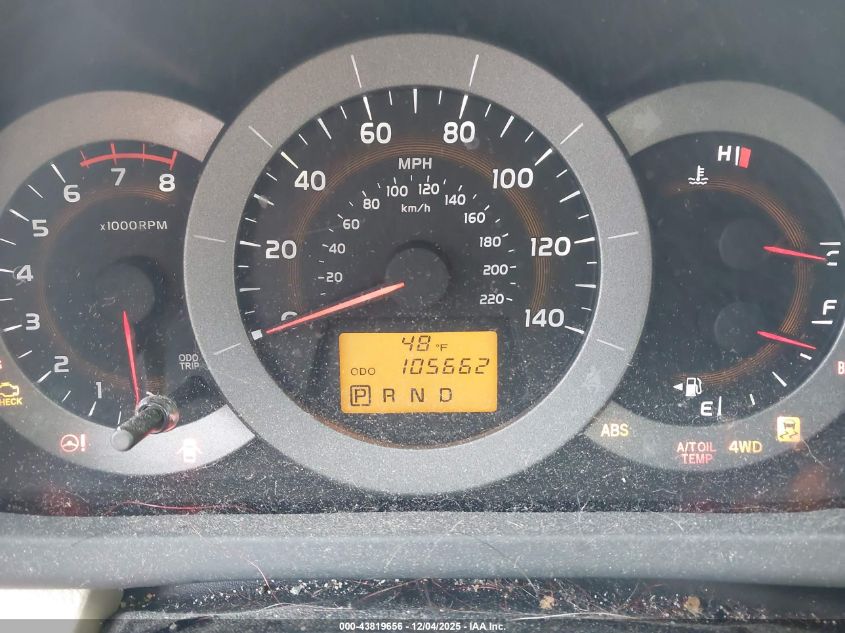 8
7
6
5
4
3
2
1
x1000RPM
ODO
TRIP
CHECK
0
20
40
60
80
100
120
140
MPH
km/h
20
40
60
80
100
120
140
160
180
200
220
48°F
ODO 105662
P R N D
H
C
F
E
ABS
A/T OIL
TEMP
4WD
000-43819656 - 12/04/2025 - IAA, Inc.